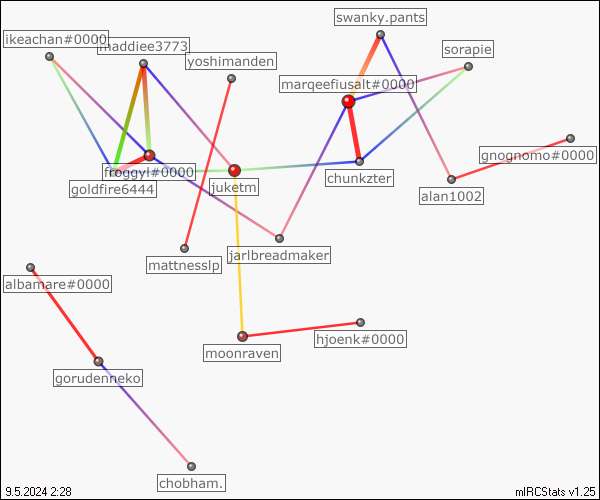 swanky.pants
ikeachan#0000
maddiee3773
sorapie
yoshimanden
marqeefiusalt#0000
gnognomo#0000
froggyl#0000
chunkzter
goldfire6444
juketm
alan1002
jarlbreadmaker
mattnesslp
albamare#0000
hjoenk#0000
moonraven
gorudenneko
chobham.
9.5.2024 2:28
mIRCStats v1.25